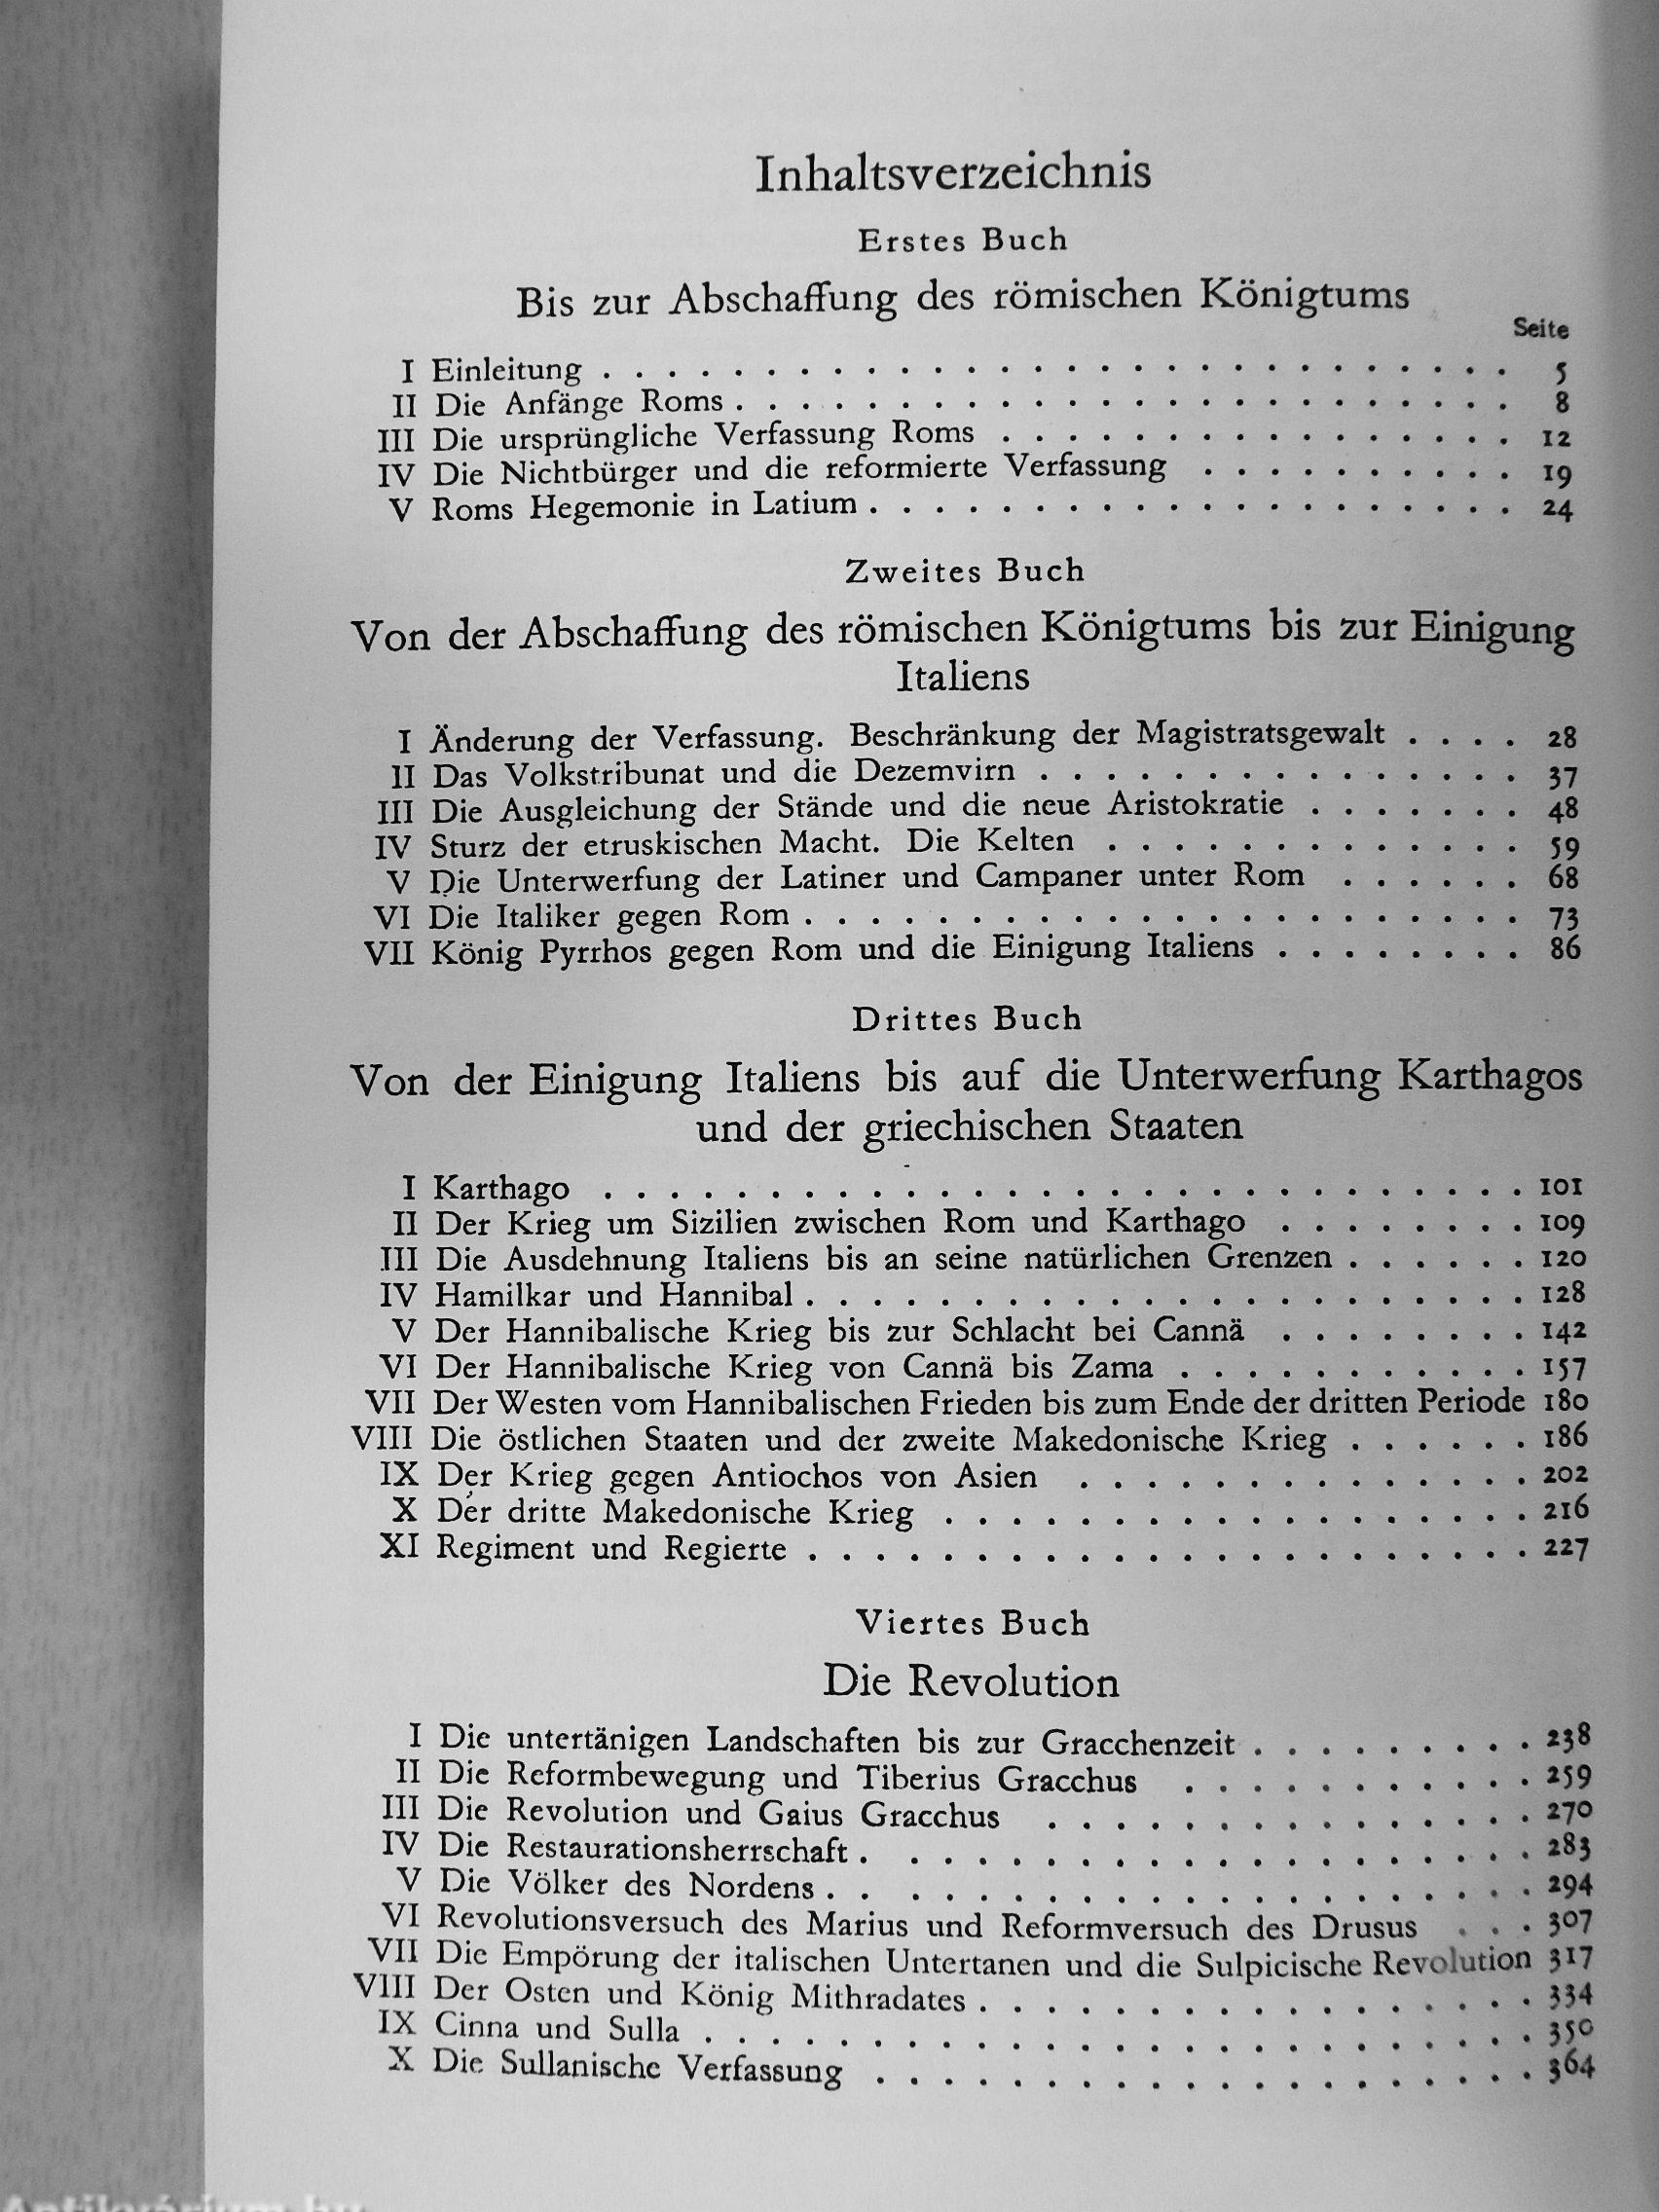 Inhaltsverzeichnis
Erstes Buch
Bis zur Abschaffung des römischen Königtums
Seite
I Einleitung . . . . . . . . . . . . . . . . . . . . . . . . . . . . 5
II Die Anfänge Roms . . . . . . . . . . . . . . . . . . . . . . . . 8
III Die ursprüngliche Verfassung Roms . . . . . . . . . . . . . . . . 12
IV Die Nichtbürger und die reformierte Verfassung . . . . . . . . . . 19
V Roms Hegemonie in Latium . . . . . . . . . . . . . . . . . . . . 24
Zweites Buch
Von der Abschaffung des römischen Königtums bis zur Einigung
Italiens
I Änderung der Verfassung. Beschränkung der Magistratsgewalt . . . . 28
II Das Volkstribunat und die Dezemvirn . . . . . . . . . . . . . . . 37
III Die Ausgleichung der Stände und die neue Aristokratie . . . . . . . 48
IV Sturz der etruskischen Macht. Die Kelten . . . . . . . . . . . . . 59
V Die Unterwerfung der Latiner und Campaner unter Rom . . . . . . 68
VI Die Italiker gegen Rom . . . . . . . . . . . . . . . . . . . . . . 73
VII König Pyrrhos gegen Rom und die Einigung Italiens . . . . . . . . 86
Drittes Buch
Von der Einigung Italiens bis auf die Unterwerfung Karthagos
und der griechischen Staaten
I Karthago . . . . . . . . . . . . . . . . . . . . . . . . . . . . 101
II Der Krieg um Sizilien zwischen Rom und Karthago . . . . . . . . 109
III Die Ausdehnung Italiens bis an seine natürlichen Grenzen . . . . . . 120
IV Hamilkar und Hannibal . . . . . . . . . . . . . . . . . . . . . . 128
V Der Hannibalische Krieg bis zur Schlacht bei Cannä . . . . . . . . 142
VI Der Hannibalische Krieg von Cannä bis Zama . . . . . . . . . . . 157
VII Der Westen vom Hannibalischen Frieden bis zum Ende der dritten Periode 180
VIII Die östlichen Staaten und der zweite Makedonische Krieg . . . . . . 186
IX Der Krieg gegen Antiochos von Asien . . . . . . . . . . . . . . 202
X Der dritte Makedonische Krieg . . . . . . . . . . . . . . . . . . 216
XI Regiment und Regierte . . . . . . . . . . . . . . . . . . . . . . 227
Viertes Buch
Die Revolution
I Die untertänigen Landschaften bis zur Gracchenzeit . . . . . . . . . 238
II Die Reformbewegung und Tiberius Gracchus . . . . . . . . . . . 259
III Die Revolution und Gaius Gracchus . . . . . . . . . . . . . . . 270
IV Die Restaurationsherrschaft . . . . . . . . . . . . . . . . . . . . 283
V Die Völker des Nordens . . . . . . . . . . . . . . . . . . . . . 294
VI Revolutionsversuch des Marius und Reformversuch des Drusus . . . 307
VII Die Empörung der italischen Untertanen und die Sulpicische Revolution 317
VIII Der Osten und König Mithradates . . . . . . . . . . . . . . . . . 334
IX Cinna und Sulla . . . . . . . . . . . . . . . . . . . . . . . . . 350
X Die Sullanische Verfassung . . . . . . . . . . . . . . . . . . . . 364
Antikvárium.hu